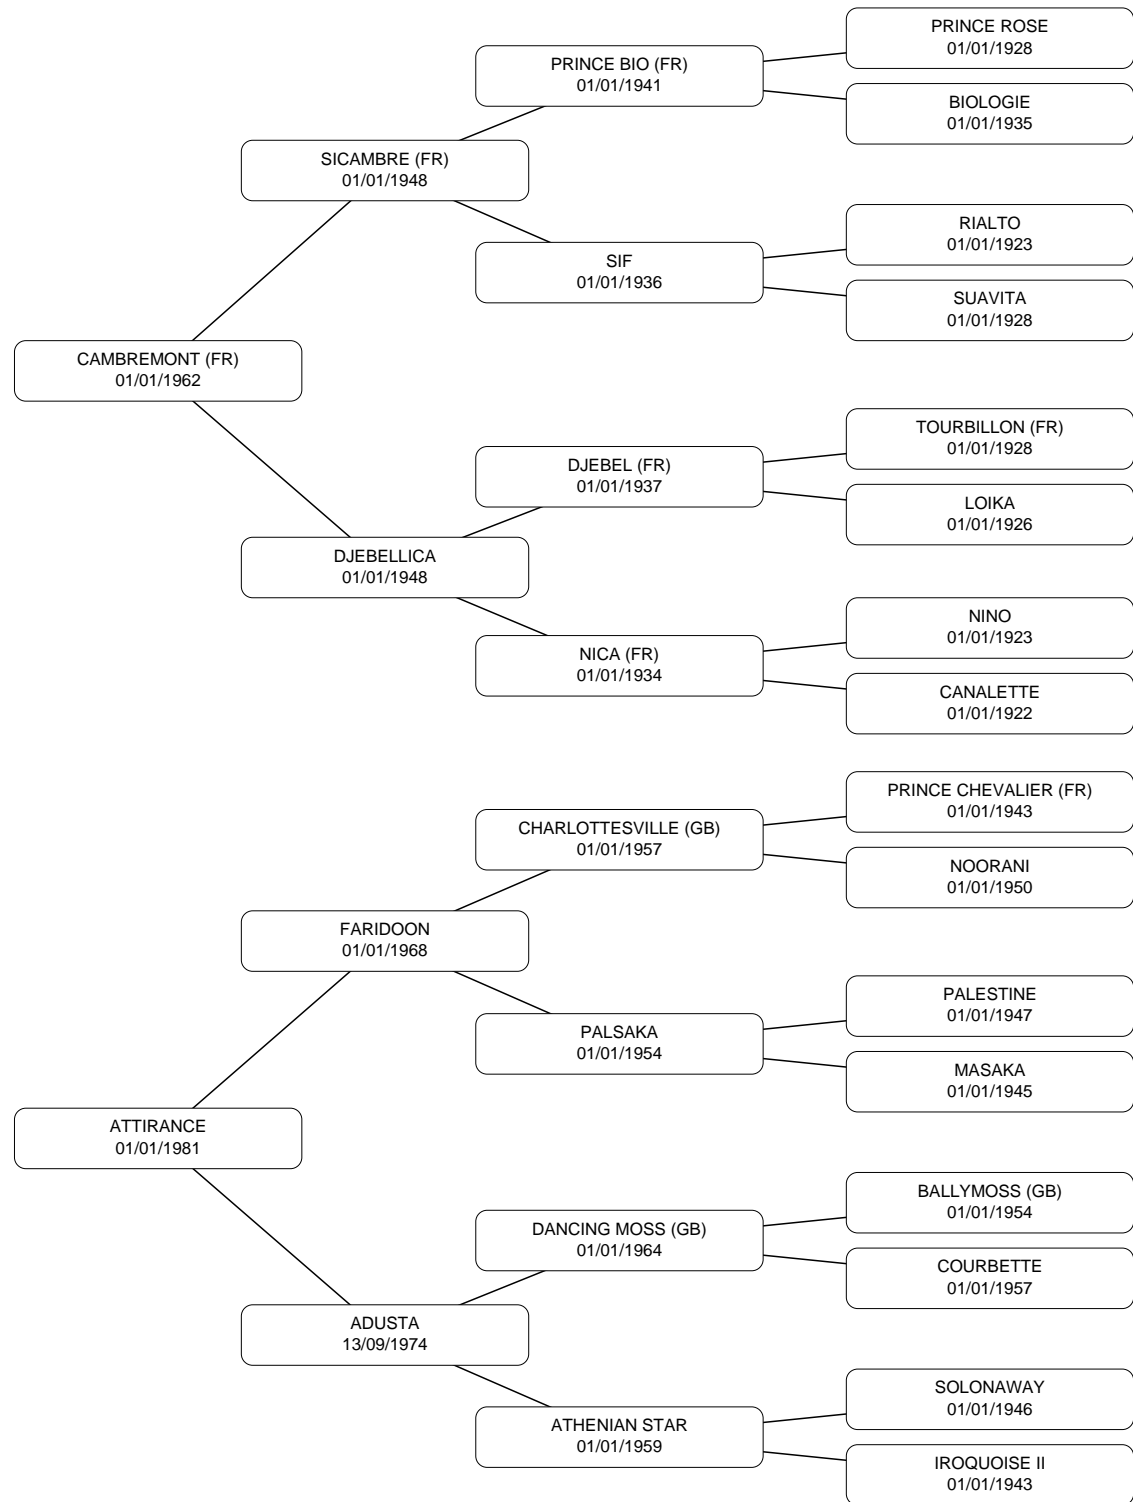 PRINCE ROSE
01/01/1928
PRINCE BIO (FR)
01/01/1941
BIOLOGIE
01/01/1935
SICAMBRE (FR)
01/01/1948
RIALTO
01/01/1923
SIF
01/01/1936
SUAVITA
01/01/1928
CAMBREMONT (FR)
01/01/1962
TOURBILLON (FR)
01/01/1928
DJEBEL (FR)
01/01/1937
LOIKA
01/01/1926
DJEBELLICA
01/01/1948
NINO
01/01/1923
NICA (FR)
01/01/1934
CANALETTE
01/01/1922
PRINCE CHEVALIER (FR)
01/01/1943
CHARLOTTESVILLE (GB)
01/01/1957
NOORANI
01/01/1950
FARIDOON
01/01/1968
PALESTINE
01/01/1947
PALSAKA
01/01/1954
MASAKA
01/01/1945
ATTIRANCE
01/01/1981
BALLYMOSS (GB)
01/01/1954
DANCING MOSS (GB)
01/01/1964
COURBETTE
01/01/1957
ADUSTA
13/09/1974
SOLONAWAY
01/01/1946
ATHENIAN STAR
01/01/1959
IROQUOISE II
01/01/1943